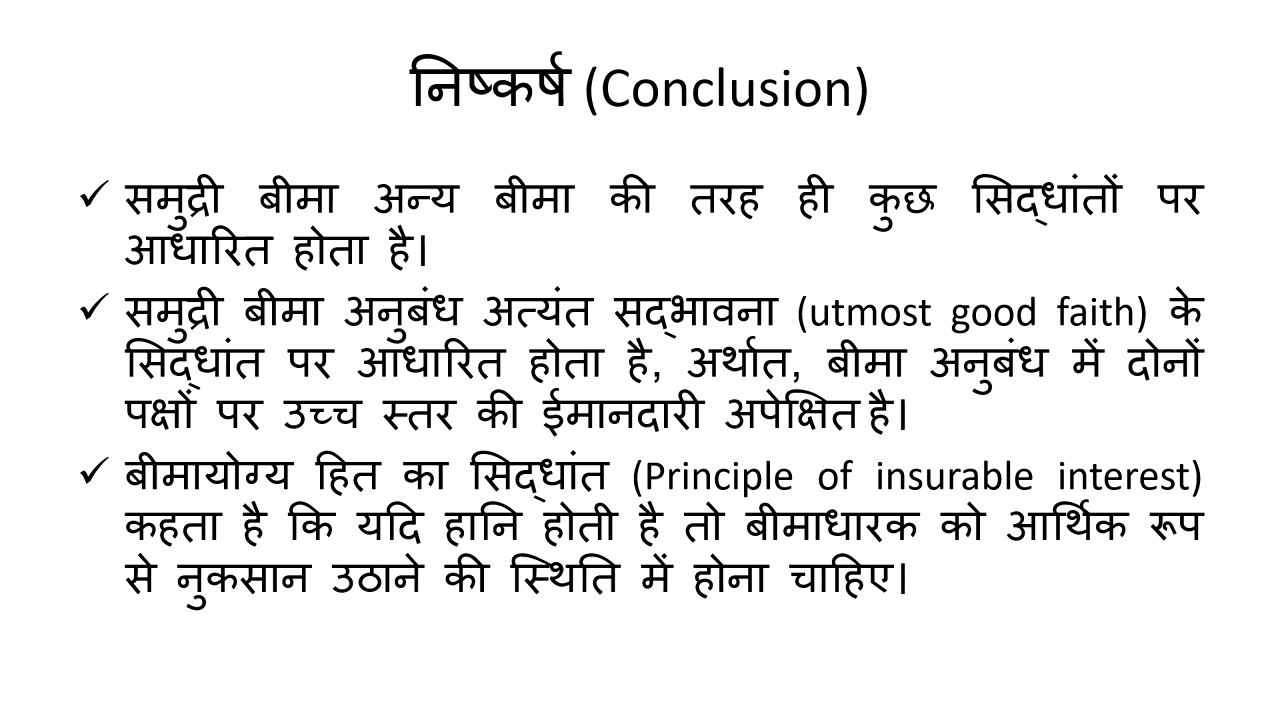 निष्कर्ष (Conclusion)
✓ समुद्री बीमा अन्य बीमा की तरह ही कुछ सिद्धांतों पर
आधारित होता है।
✓ समुद्री बीमा अनुबंध अत्यंत सद्भावना (utmost good faith) के
सिद्धांत पर आधारित होता है, अर्थात, बीमा अनुबंध में दोनों
पक्षों पर उच्च स्तर की ईमानदारी अपेक्षित है।
✓ बीमायोग्य हित का सिद्धांत (Principle of insurable interest)
कहता है कि यदि हानि होती है तो बीमाधारक को आर्थिक रूप
से नुकसान उठाने की स्थिति में होना चाहिए।